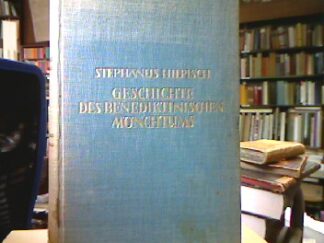 STEPHANUS HILPISCH
GESCHICHTE
DES BENEDIKTINISCHEN
MÖNCHTUMS